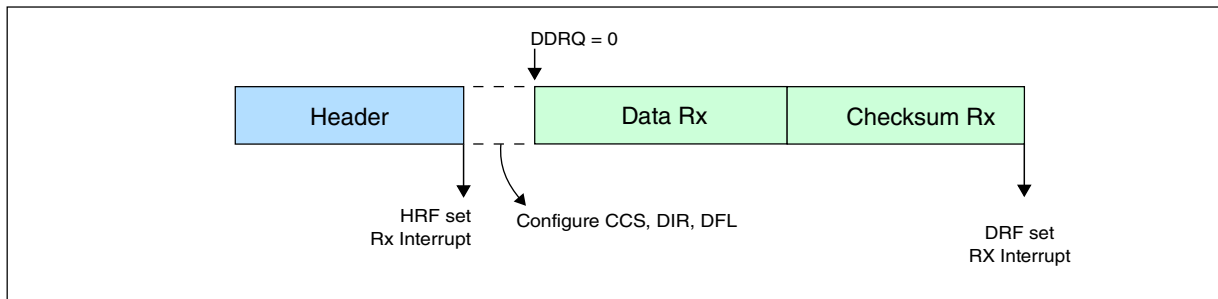 DDRQ = 0
Header
Data Rx
Checksum Rx
HRF set
Rx Interrupt
Configure CCS, DIR, DFL
DRF set
RX Interrupt